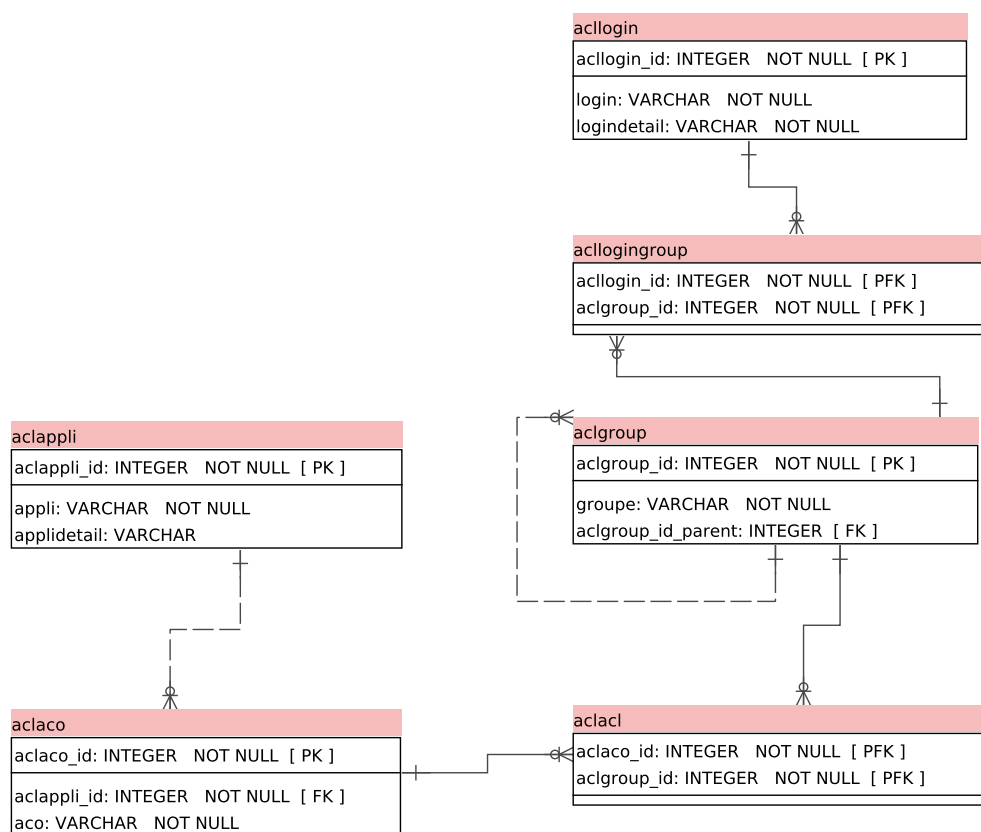 acllogin
acllogin_id: INTEGER NOT NULL [ PK ]
login: VARCHAR NOT NULL
logindetail: VARCHAR NOT NULL
acllogingroup
acllogin_id: INTEGER NOT NULL [ PFK ]
aclgroup_id: INTEGER NOT NULL [ PFK ]
aclgroup
aclgroup_id: INTEGER NOT NULL [ PK ]
groupe: VARCHAR NOT NULL
aclgroup_id_parent: INTEGER [ FK ]
aclappli
aclappli_id: INTEGER NOT NULL [ PK ]
appli: VARCHAR NOT NULL
applidetail: VARCHAR
aclaco
aclaco_id: INTEGER NOT NULL [ PK ]
aclappli_id: INTEGER NOT NULL [ FK ]
aco: VARCHAR NOT NULL
aclacl
aclaco_id: INTEGER NOT NULL [ PFK ]
aclgroup_id: INTEGER NOT NULL [ PFK ]